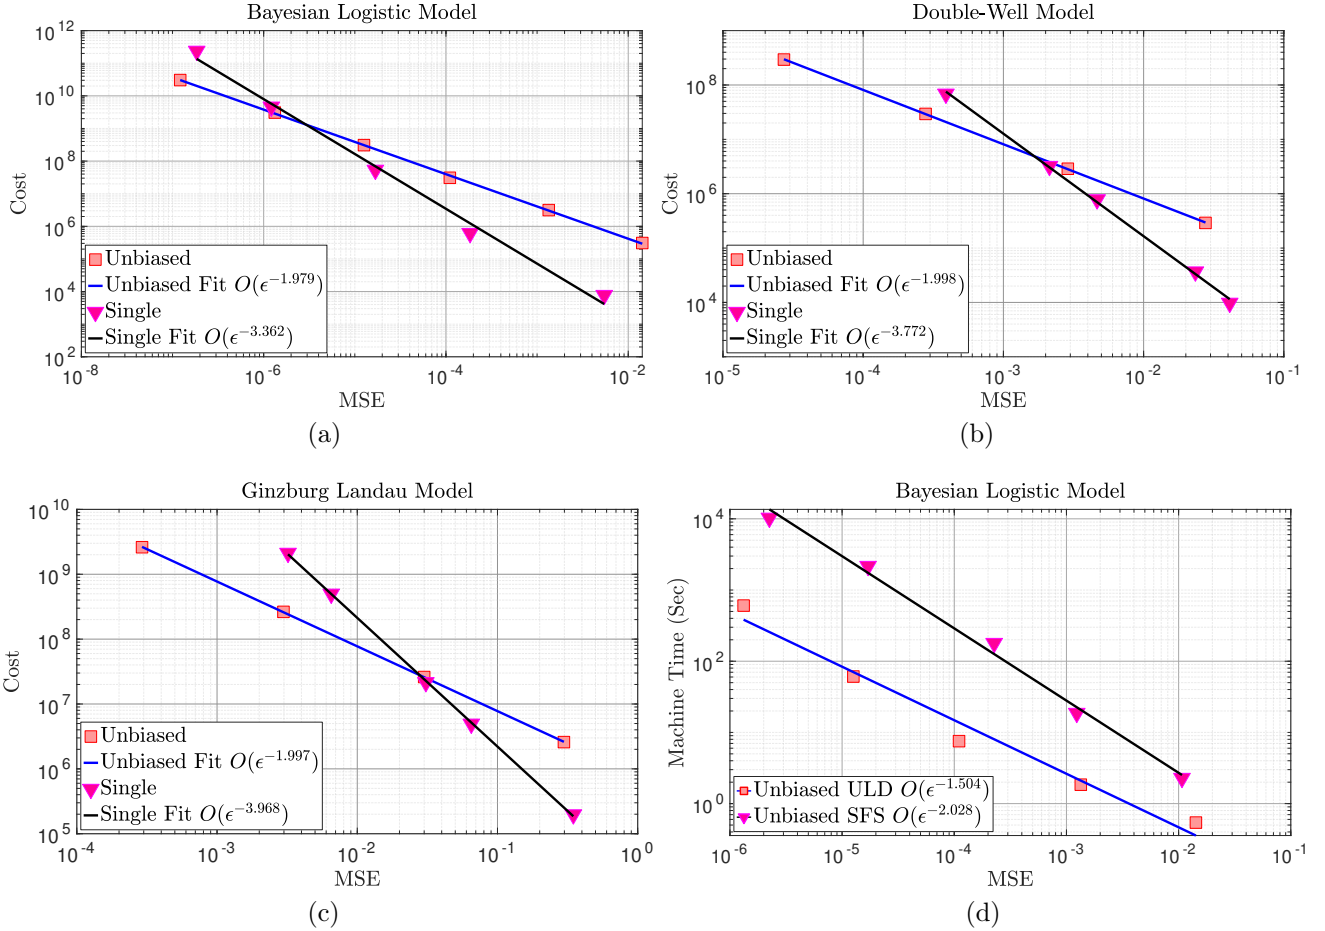 Bayesian Logistic Model
10^12
10^10
10^8
10^6
10^4
10^2
Cost
Unbiased
Unbiased Fit O(ϵ^-1.979)
Single
Single Fit O(ϵ^-3.362)
10^-8 10^-6 10^-4 10^-2
MSE
(a)
Double-Well Model
10^8
10^6
10^4
Cost
Unbiased
Unbiased Fit O(ϵ^-1.998)
Single
Single Fit O(ϵ^-3.772)
10^-5 10^-4 10^-3 10^-2 10^-1
MSE
(b)
Ginzburg Landau Model
10^10
10^9
10^8
10^7
10^6
10^5
Cost
Unbiased
Unbiased Fit O(ϵ^-1.997)
Single
Single Fit O(ϵ^-3.968)
10^-4 10^-3 10^-2 10^-1 10^0
MSE
(c)
Bayesian Logistic Model
10^4
10^2
10^0
Machine Time (Sec)
Unbiased ULD O(ϵ^-1.504)
Unbiased SFS O(ϵ^-2.028)
10^-6 10^-5 10^-4 10^-3 10^-2 10^-1
MSE
(d)